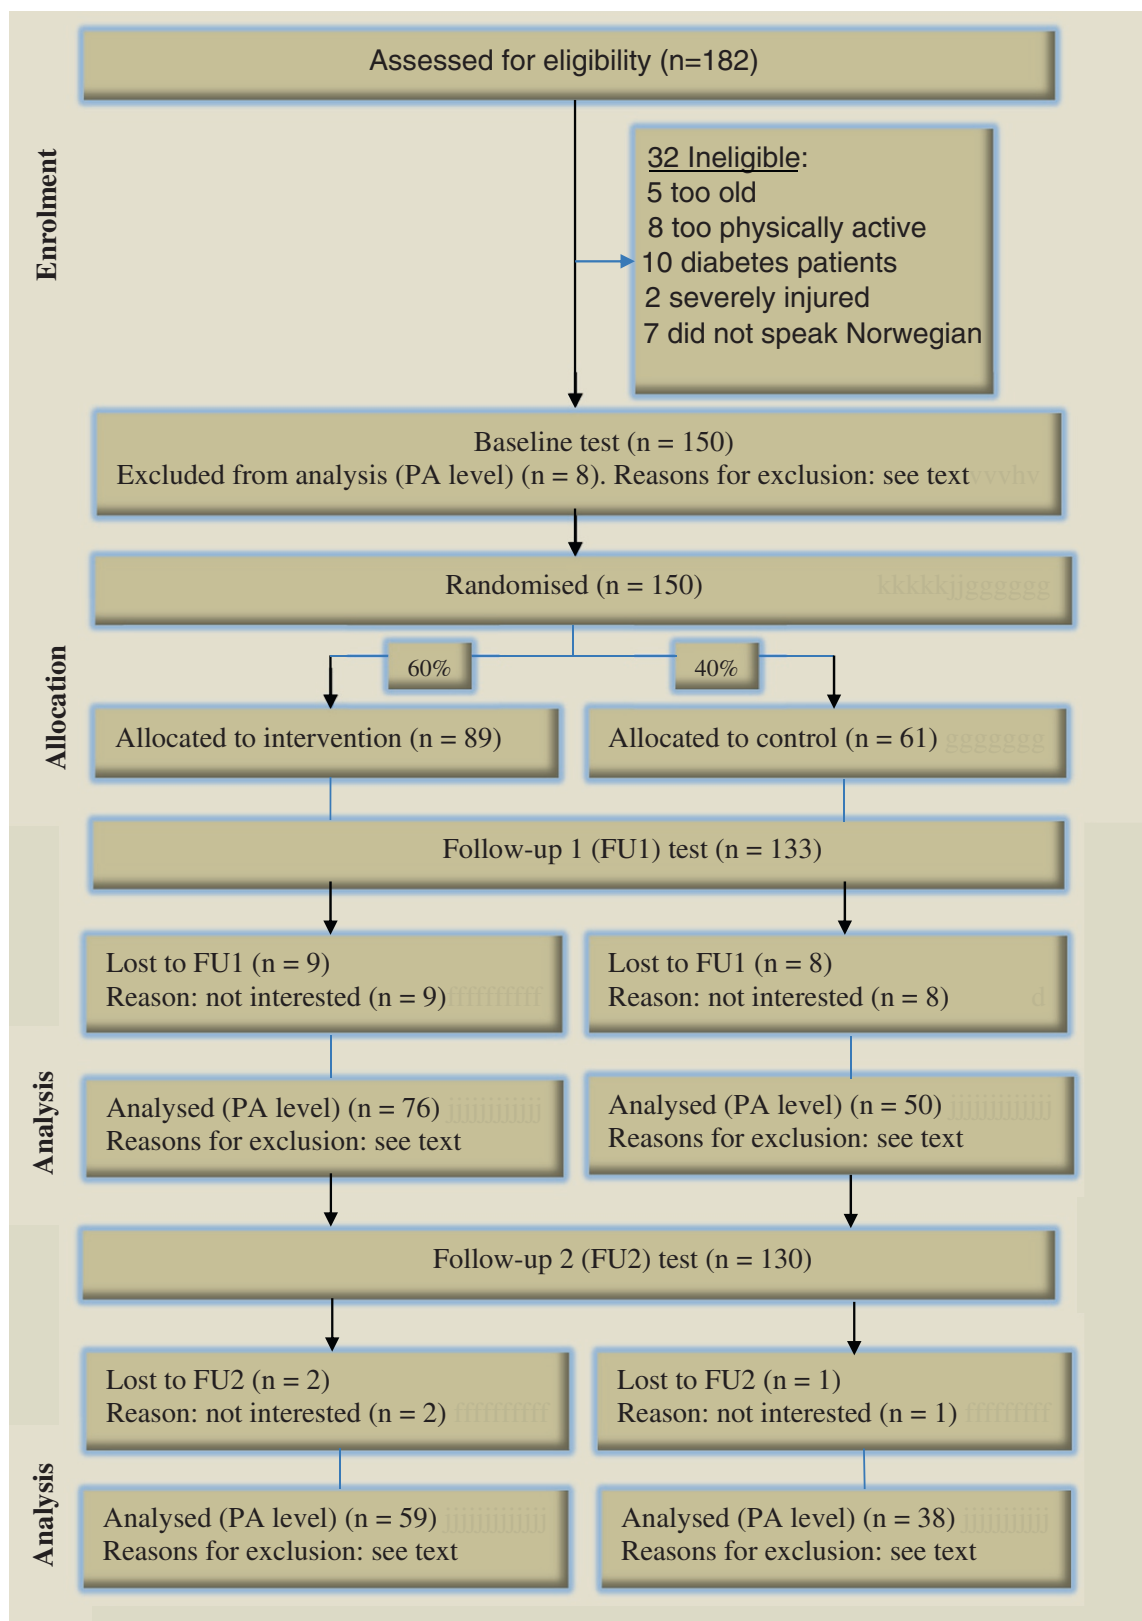 Assessed for eligibility (n=182)
Enrolment
32 Ineligible:
5 too old
8 too physically active
10 diabetes patients
2 severely injured
7 did not speak Norwegian
Baseline test (n = 150)
Excluded from analysis (PA level) (n = 8). Reasons for exclusion: see text vvvhv
Randomised (n = 150)
Allocation
60%
40%
Allocated to intervention (n = 89)
Allocated to control (n = 61) ggggggg
Follow-up 1 (FU1) test (n = 133)
Lost to FU1 (n = 9)
Reason: not interested (n = 9)
Lost to FU1 (n = 8)
Reason: not interested (n = 8) d
Analysis
Analysed (PA level) (n = 76)
Reasons for exclusion: see text
Analysed (PA level) (n = 50)
Reasons for exclusion: see text
Follow-up 2 (FU2) test (n = 130)
Lost to FU2 (n = 2)
Reason: not interested (n = 2)
Lost to FU2 (n = 1)
Reason: not interested (n = 1)
Analysis
Analysed (PA level) (n = 59)
Reasons for exclusion: see text
Analysed (PA level) (n = 38)
Reasons for exclusion: see text